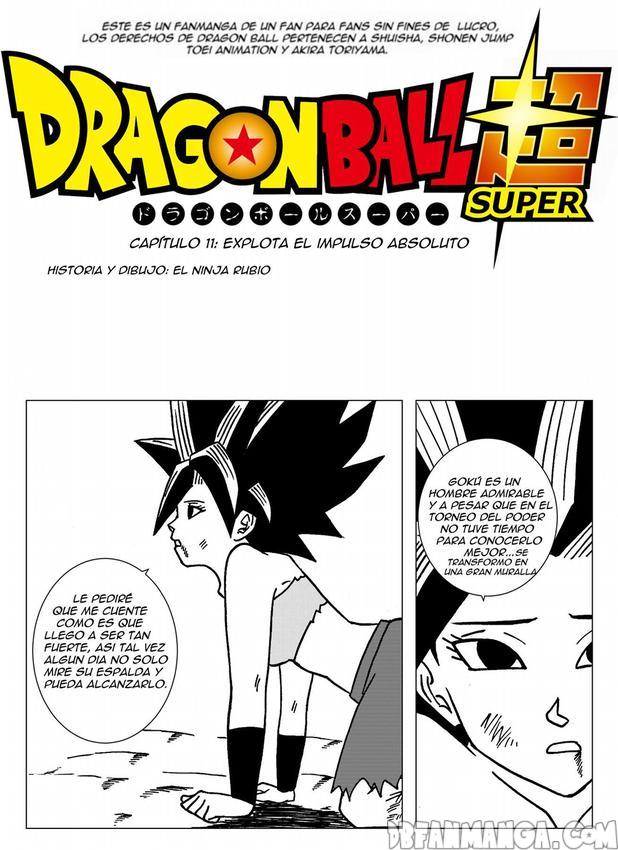 ESTE ES UN FANMANGA DE UN FAN PARA FANS SIN FINES DE LUCRO,
LOS DERECHOS DE DRAGON BALL PERTENECEN A SHUISHA, SHONEN JUMP
TOEI ANIMATION Y AKIRA TORIYAMA.
DRAGON BALL 超
SUPER
ドラゴンボールスーパー
CAPÍTULO 11: EXPLOTA EL IMPULSO ABSOLUTO
HISTORIA Y DIBUJO: EL NINJA RUBIO
LE PEDIRÉ
QUE ME CUENTE
COMO ES QUE
LLEGO A SER TAN
FUERTE, ASI TAL VEZ
ALGUN DIA NO SOLO
MIRE SU ESPALDA Y
PUEDA ALCANZARLO.
GOKÚ ES UN
HOMBRE ADMIRABLE
Y A PESAR QUE EN EL
TORNEO DEL PODER
NO TUVE TIEMPO
PARA CONOCERLO
MEJOR...SE
TRANSFORMO EN
UNA GRAN MURALLA
DBFANMANGA.COM